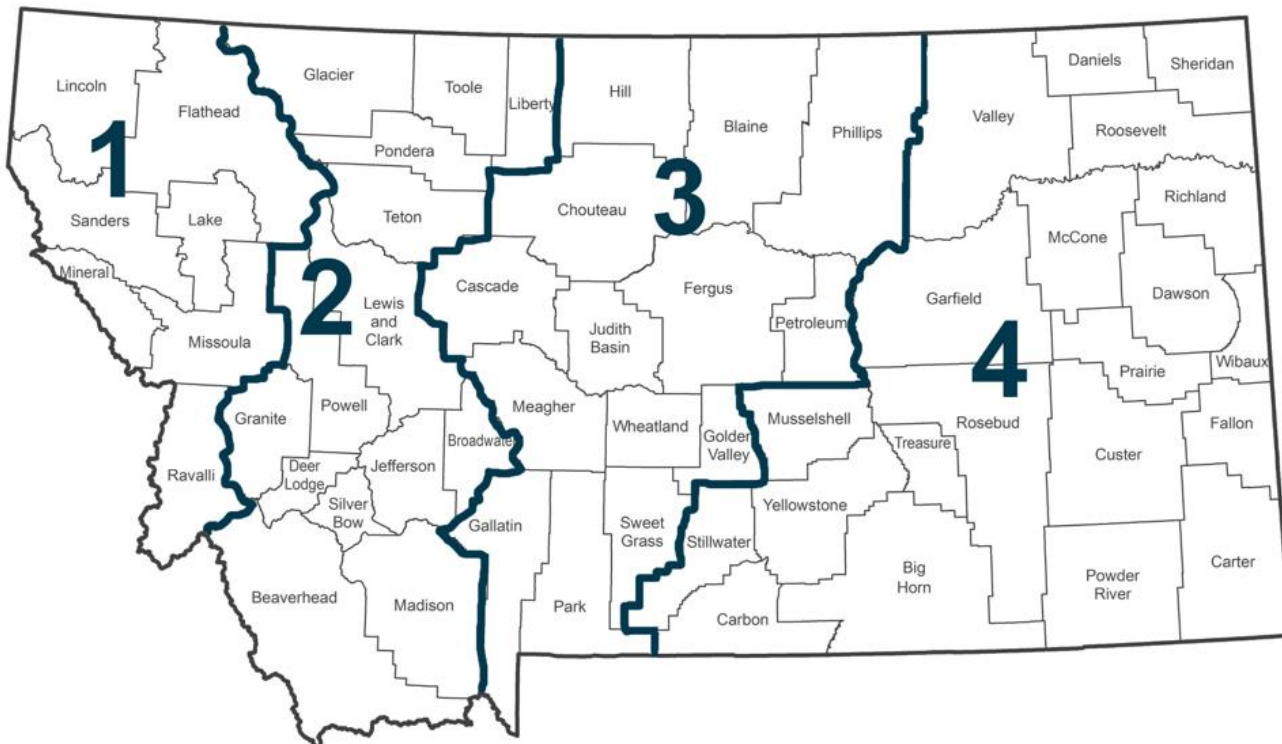 Lincoln
Flathead
1
Sanders
Lake
Mineral
Missoula
Ravalli
Glacier
Toole
Liberty
Pondera
Teton
2
Lewis
and
Clark
Granite
Powell
Deer
Lodge
Silver
Bow
Jefferson
Broadwater
Beaverhead
Madison
Hill
Blaine
Phillips
Chouteau
3
Cascade
Fergus
Judith
Basin
Petroleum
Meagher
Wheatland
Golden
Valley
Gallatin
Park
Sweet
Grass
Valley
Daniels
Sheridan
Roosevelt
Richland
McCone
Garfield
Dawson
4
Prairie
Wibaux
Musselshell
Treasure
Rosebud
Custer
Fallon
Yellowstone
Stillwater
Carbon
Big
Horn
Powder
River
Carter